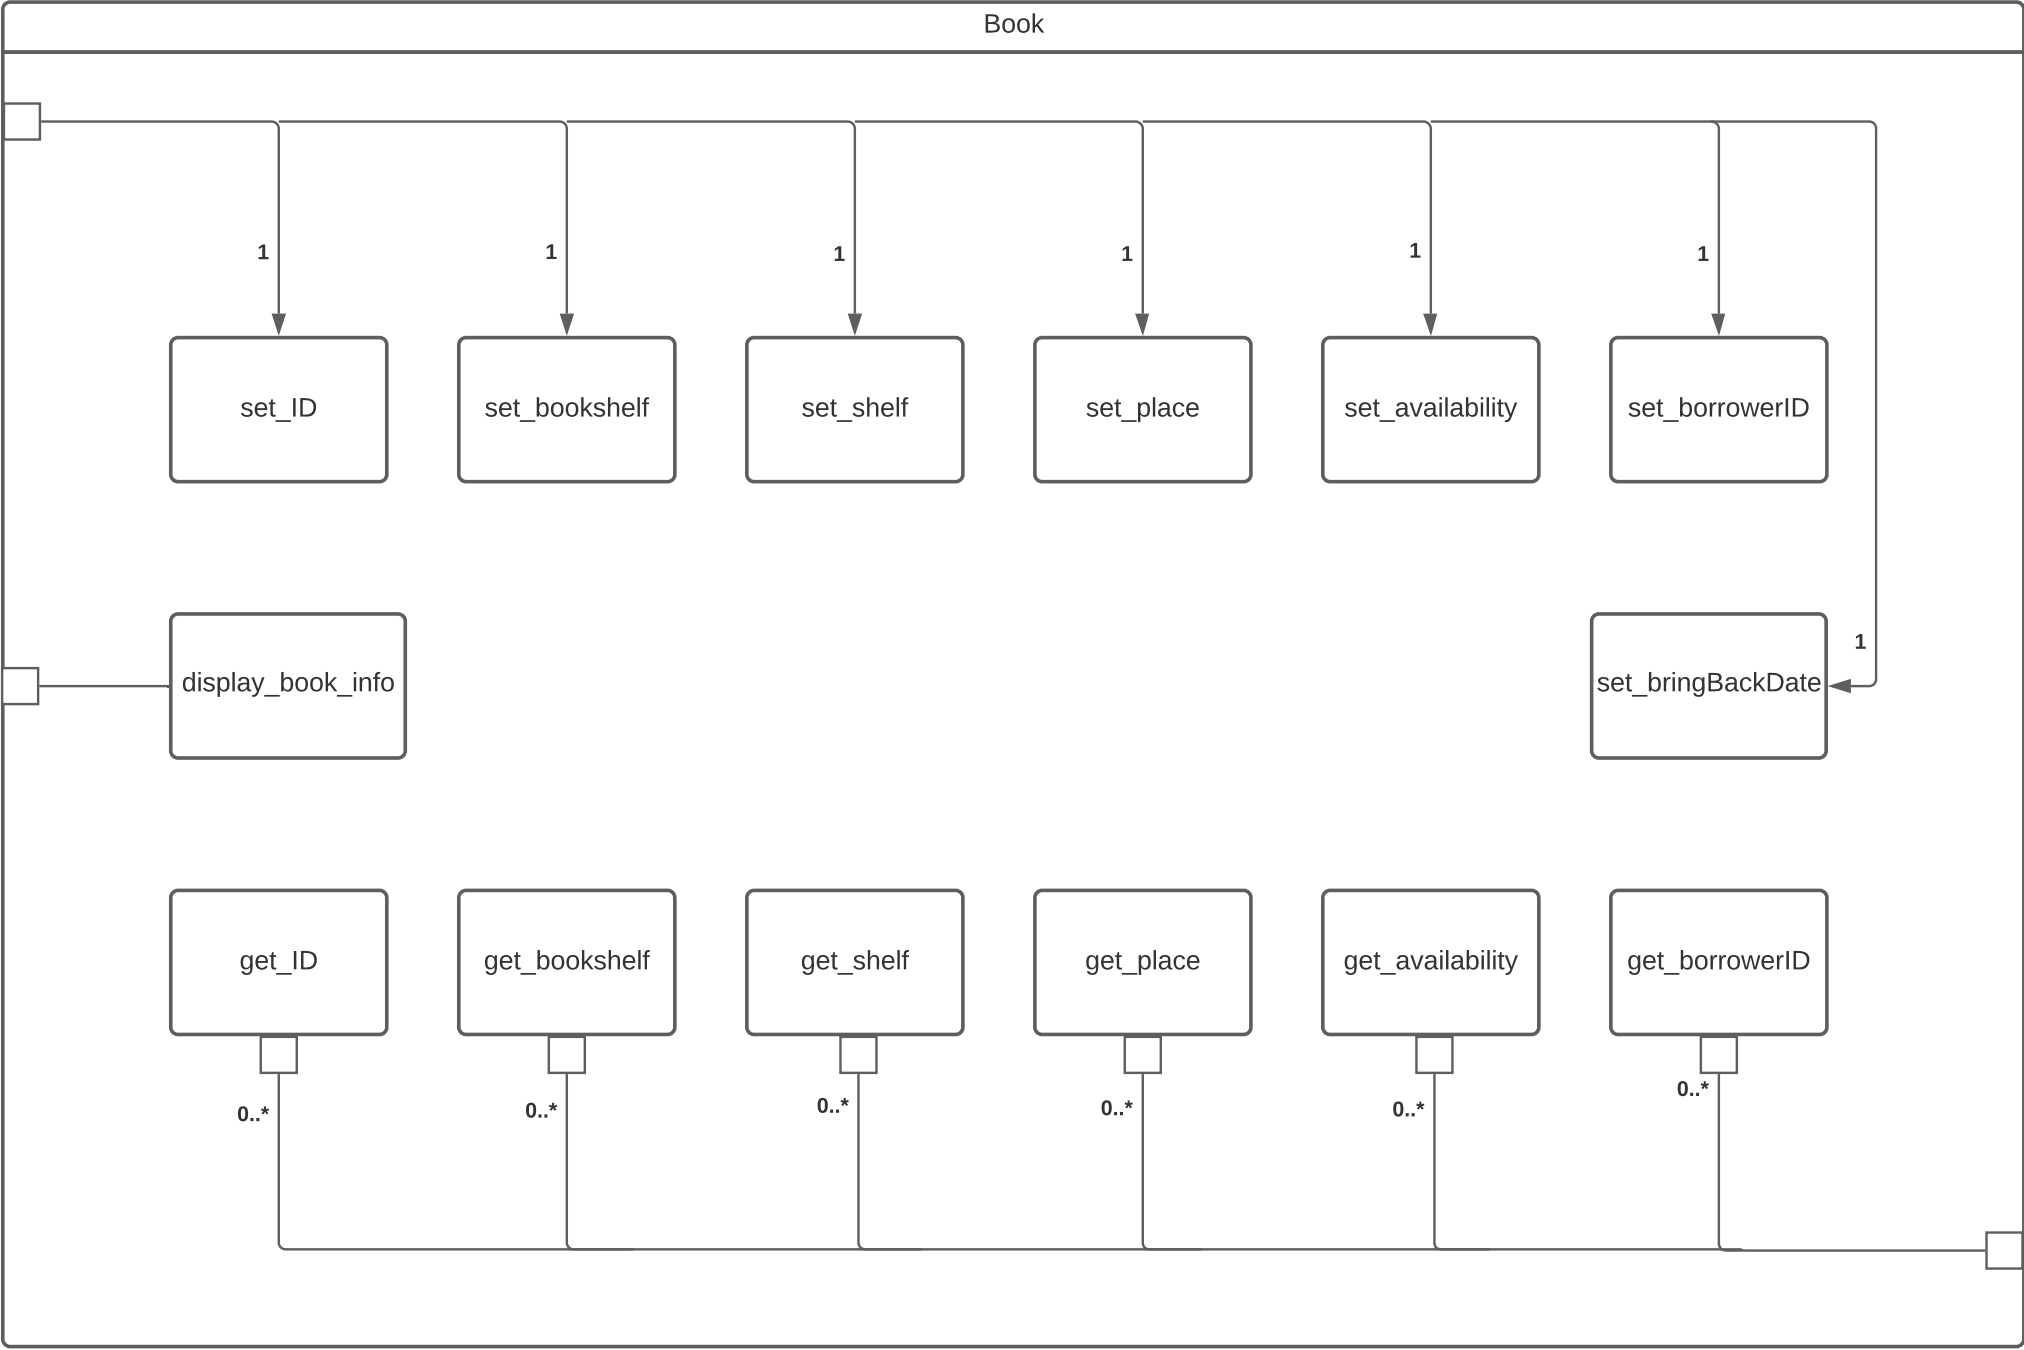 Book
1
1
1
1
1
1
set_ID
set_bookshelf
set_shelf
set_place
set_availability
set_borrowerID
display_book_info
1
set_bringBackDate
get_ID
get_bookshelf
get_shelf
get_place
get_availability
get_borrowerID
0..*
0..*
0..*
0..*
0..*
0..*